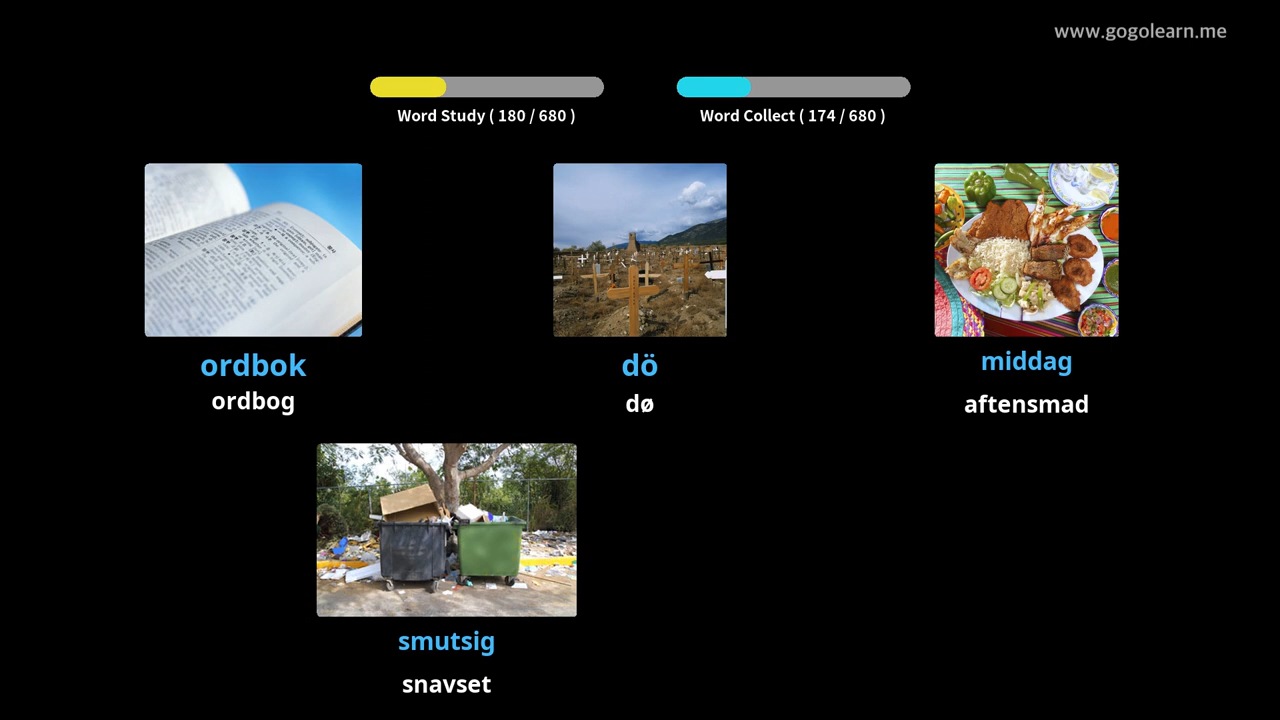 www.gogolearn.me
Word Study ( 180 / 680 )
Word Collect ( 174 / 680 )
ordbok
ordbog
dö
dø
middag
aftensmad
smutsig
snavset